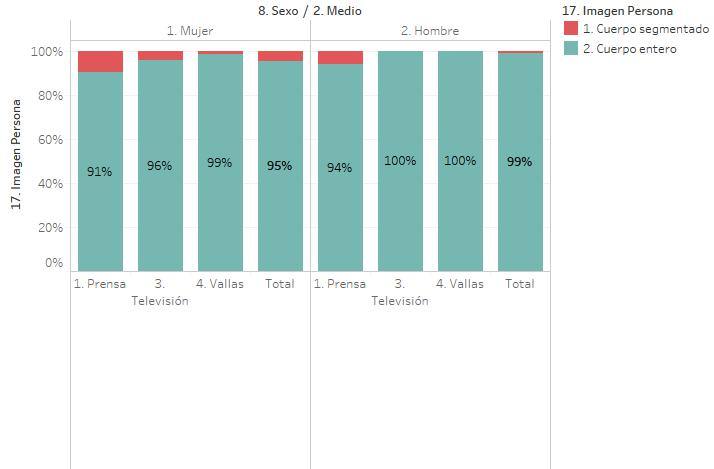 8. Sexo / 2. Medio
17. Imagen Persona
1. Mujer
2. Hombre
1. Cuerpo segmentado
2. Cuerpo entero
17. Imagen Persona
100%
80%
60%
40%
20%
0%
91%
96%
99%
95%
94%
100%
100%
99%
1. Prensa
3.
Televisión
4. Vallas
Total
1. Prensa
3.
Televisión
4. Vallas
Total